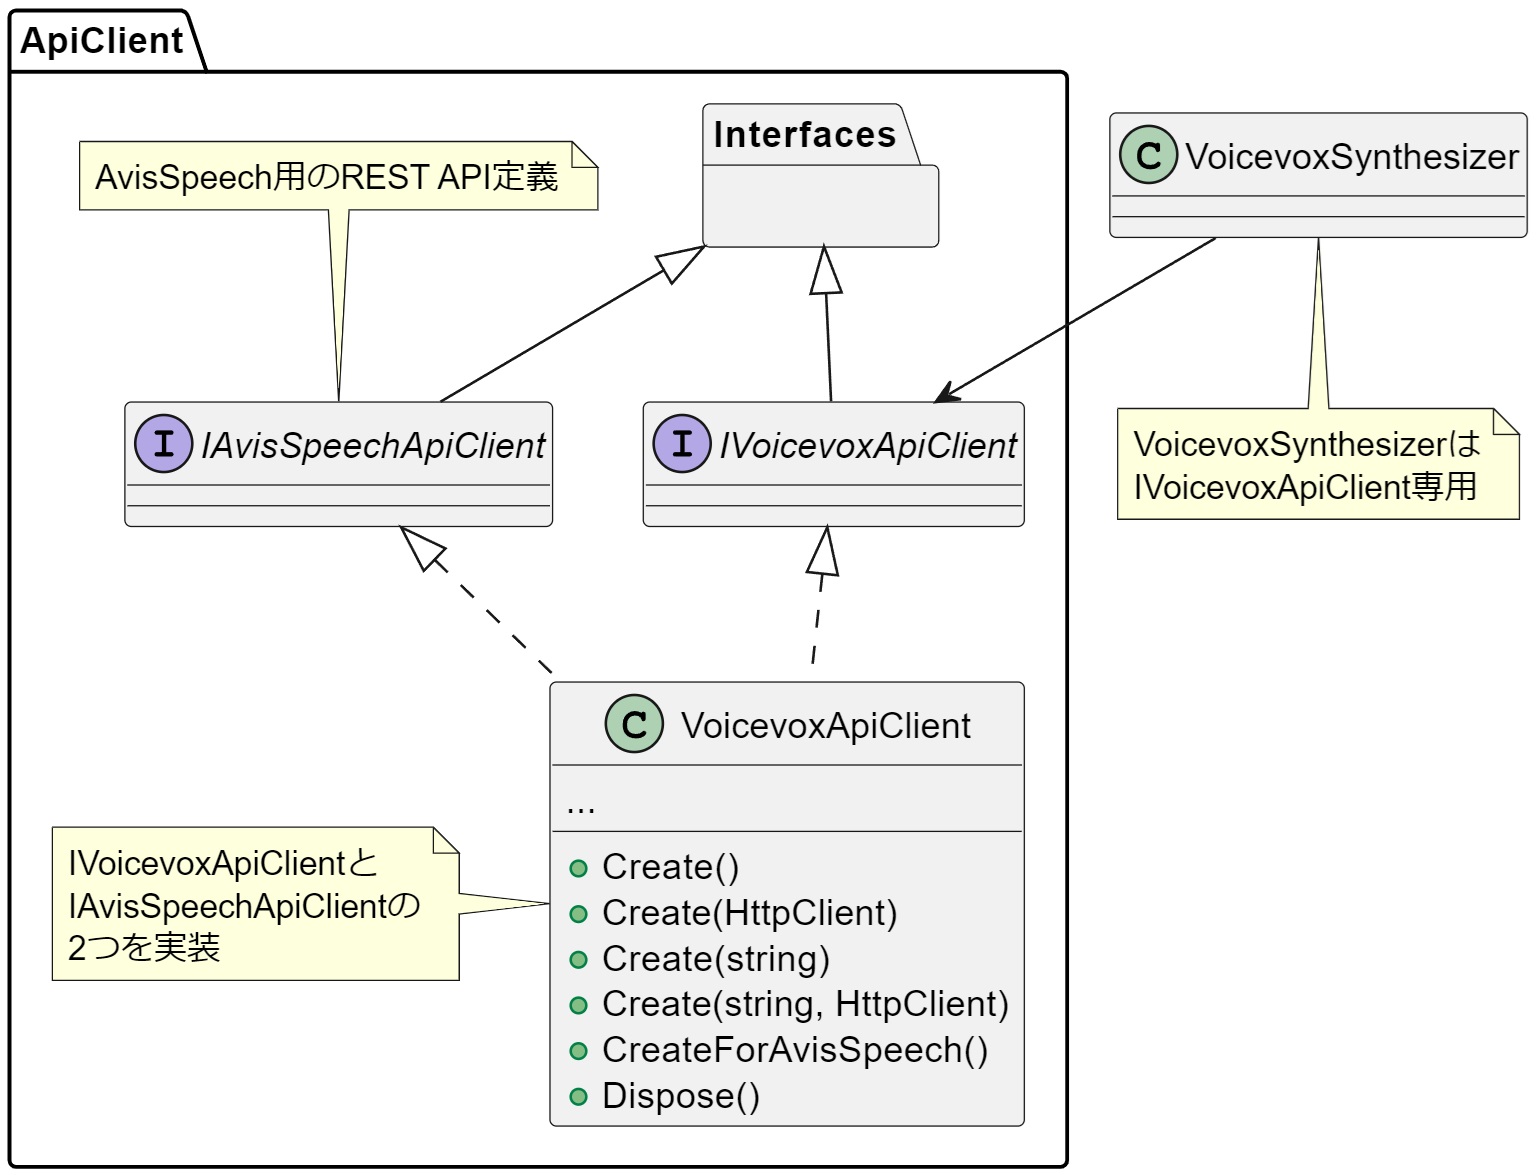 ApiClient
Interfaces
AvisSpeech用のREST API定義
C VoicevoxSynthesizer
I IAvisSpeechApiClient
I IVoicevoxApiClient
VoicevoxSynthesizerは
IVoicevoxApiClient専用
C VoicevoxApiClient
...
IVoicevoxApiClientと
IAvisSpeechApiClientの
2つを実装
Create()
Create(HttpClient)
Create(string)
Create(string, HttpClient)
CreateForAvisSpeech()
Dispose()